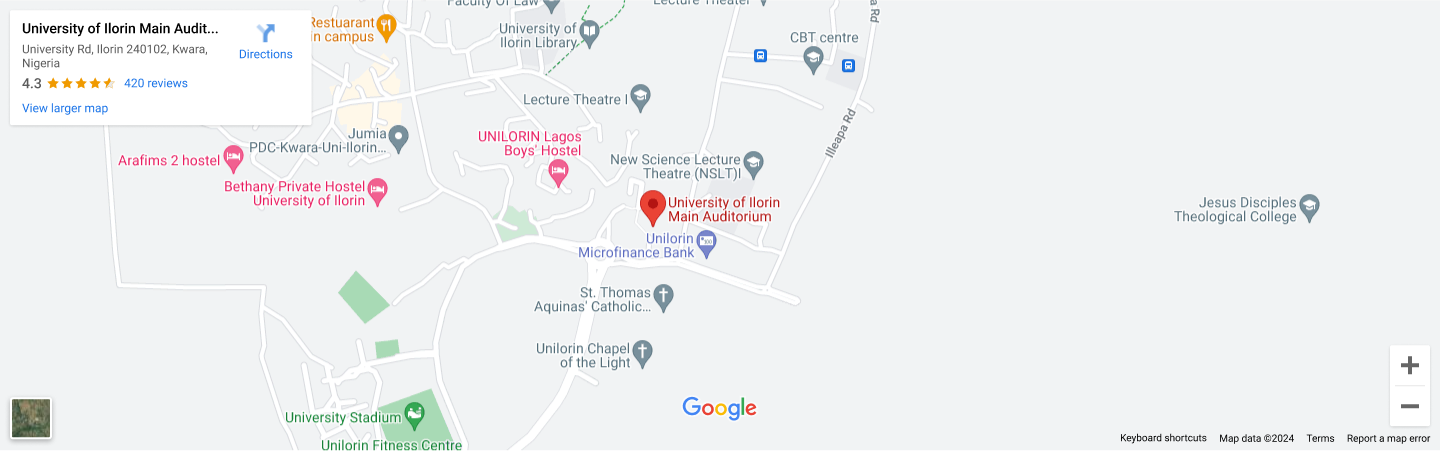 University of Ilorin Main Audit...
University Rd, Ilorin 240102, Kwara,
Nigeria
4.3
420 reviews
View larger map
Directions
Restuarant
in campus
Faculty Of Law
University of
Ilorin Library
Lecture Theater
CBT centre
Lecture Theatre I
Illeapa Rd
Jumia
PDC-Kwara-Uni-Ilorin...
UNILORIN Lagos
Boys' Hostel
Arafims 2 hostel
Bethany Private Hostel
University of Ilorin
New Science Lecture
Theatre (NSLT)I
University of Ilorin
Main Auditorium
Unilorin
Microfinance Bank
Jesus Disciples
Theological College
St. Thomas
Aquinas' Catholic...
Unilorin Chapel
of the Light
University Stadium
Unilorin Fitness Centre
Google
Keyboard shortcuts
Map data ©2024
Terms
Report a map error